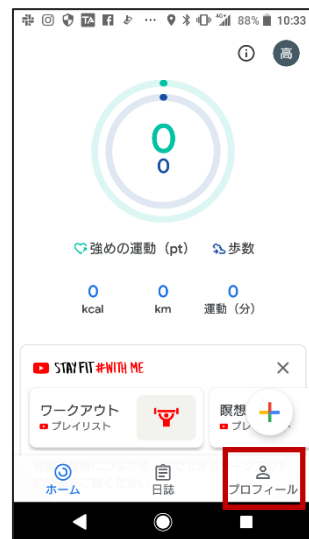 88% 10:33
高
0
0
強めの運動 (pt) 歩数
0 0 0
kcal km 運動 (分)
STAY FIT #WITH ME
ワークアウト
プレイリスト
瞑想
プレ
ホーム 日誌 プロフィール